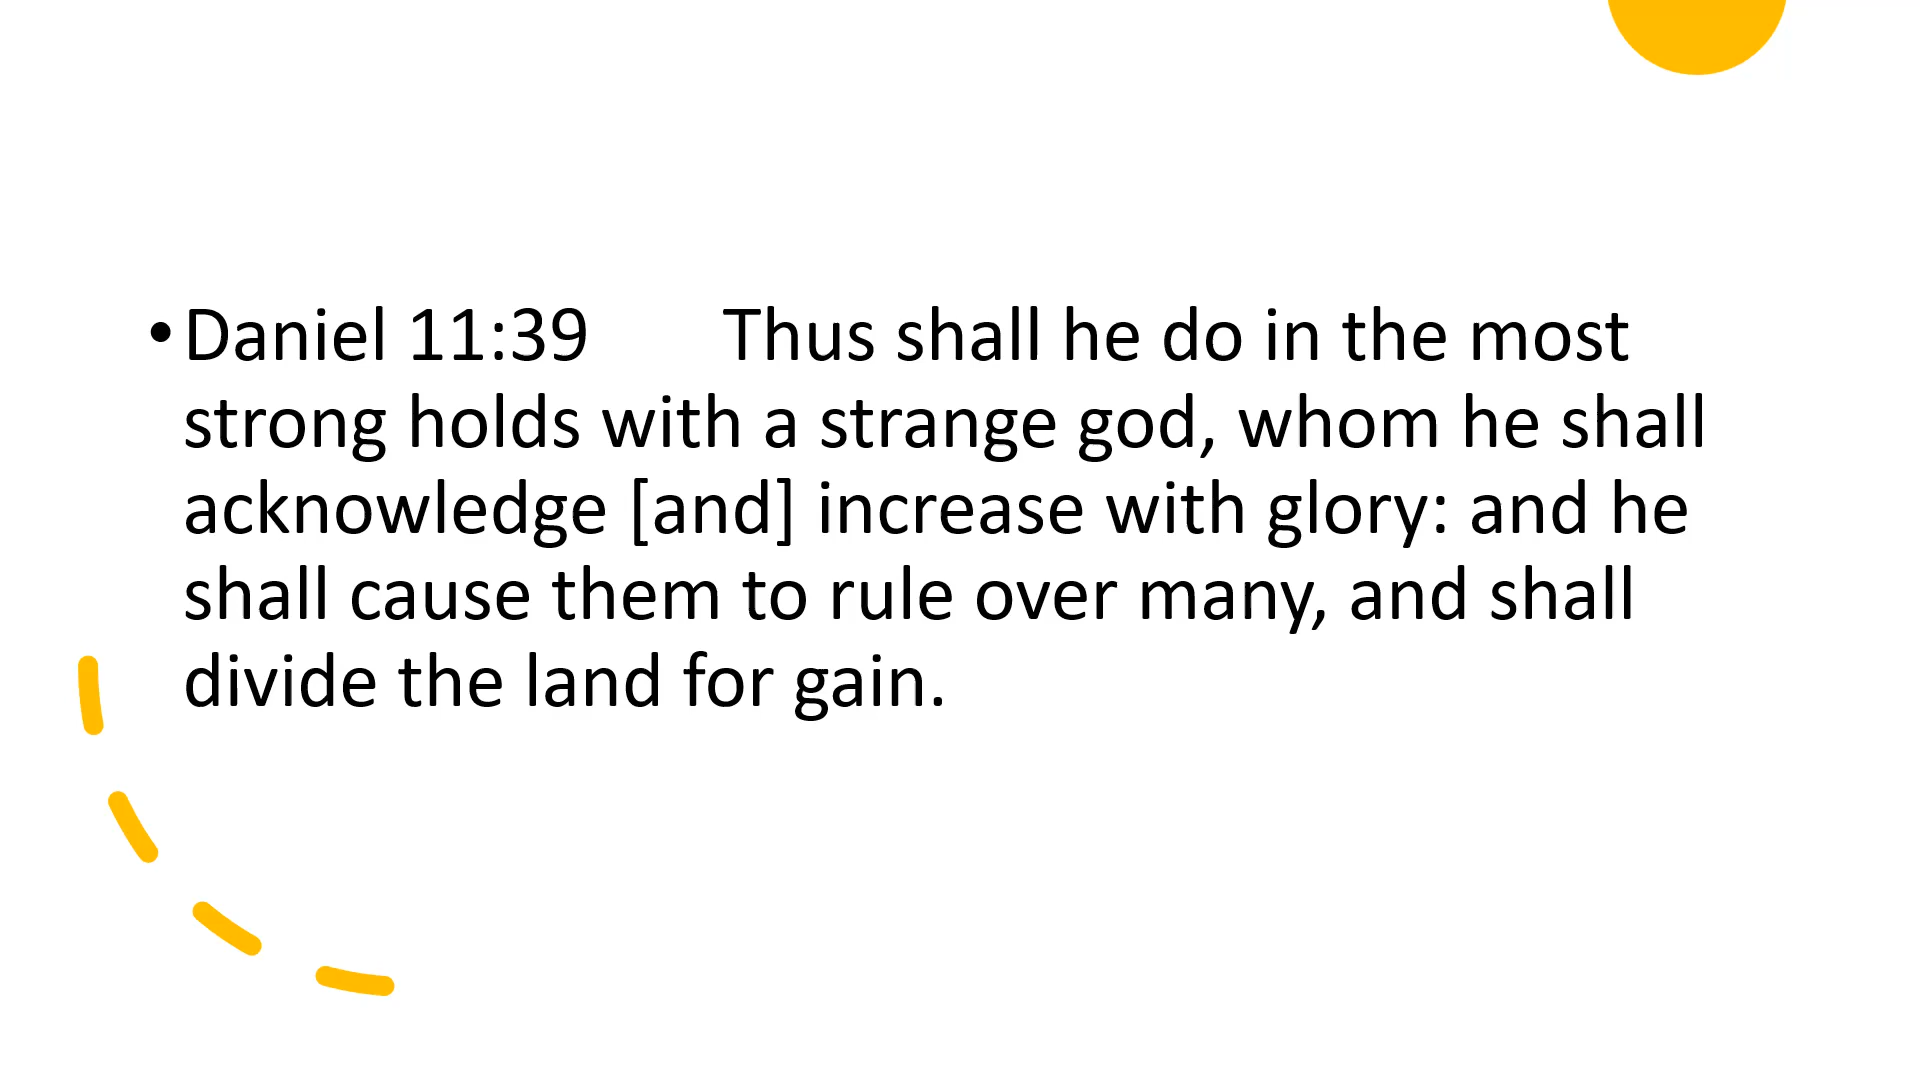 •Daniel 11:39 Thus shall he do in the most
strong holds with a strange god, whom he shall
acknowledge [and] increase with glory: and he
shall cause them to rule over many, and shall
divide the land for gain.